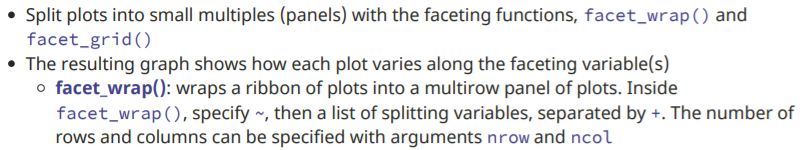 • Split plots into small multiples (panels) with the faceting functions, facet_wrap() and
facet_grid()
• The resulting graph shows how each plot varies along the faceting variable(s)
○ facet_wrap(): wraps a ribbon of plots into a multirow panel of plots. Inside
facet_wrap(), specify ~, then a list of splitting variables, separated by +. The number of
rows and columns can be specified with arguments nrow and ncol